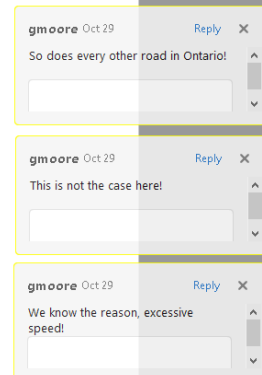 gmoore Oct 29 Reply
So does every other road in Ontario!
gmoore Oct 29 Reply
This is not the case here!
gmoore Oct 29 Reply
We know the reason, excessive
speed!